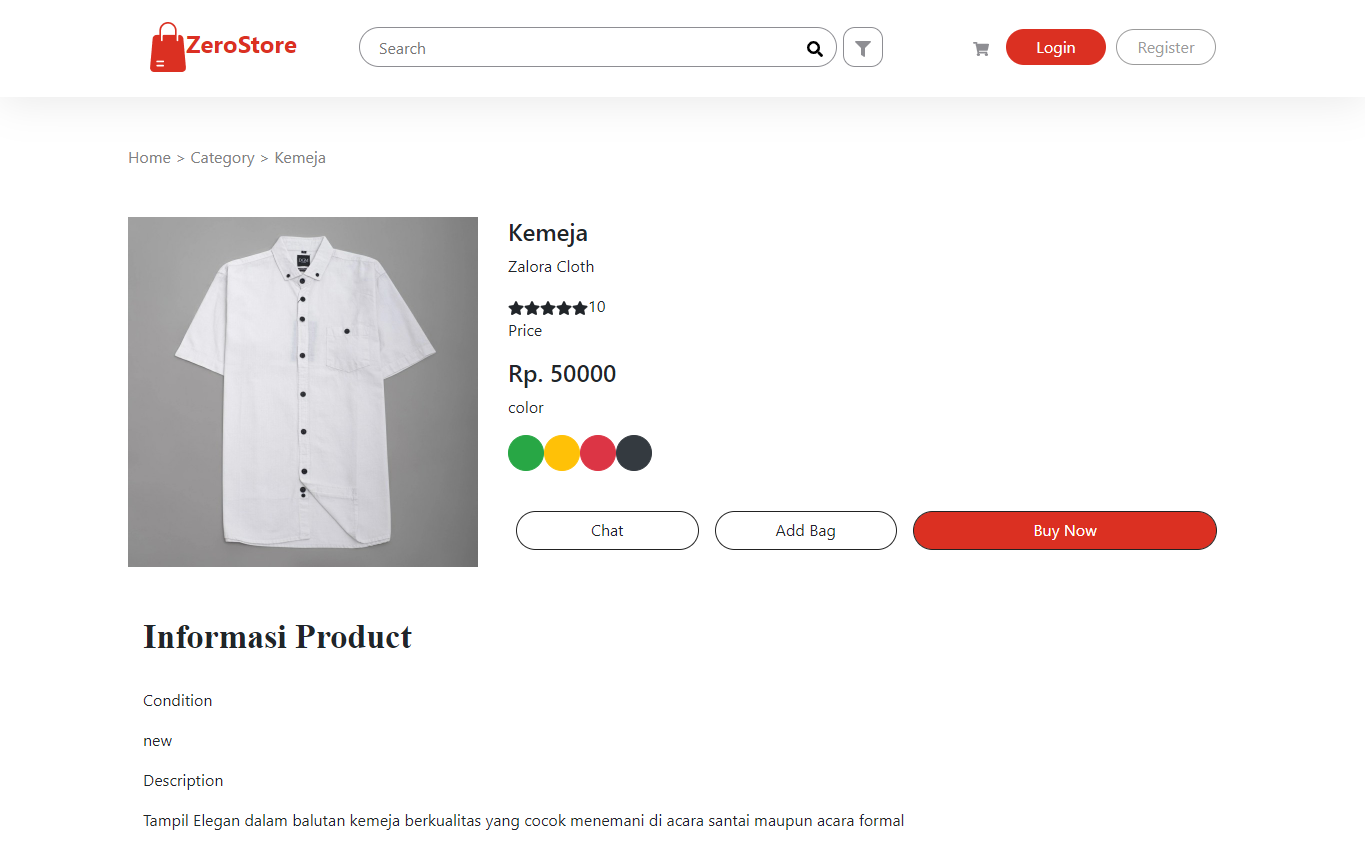 ZeroStore
Search
Login
Register
Home > Category > Kemeja
Kemeja
Zalora Cloth
10
Price
Rp. 50000
color
Chat
Add Bag
Buy Now
Informasi Product
Condition
new
Description
Tampil Elegan dalam balutan kemeja berkualitas yang cocok menemani di acara santai maupun acara formal